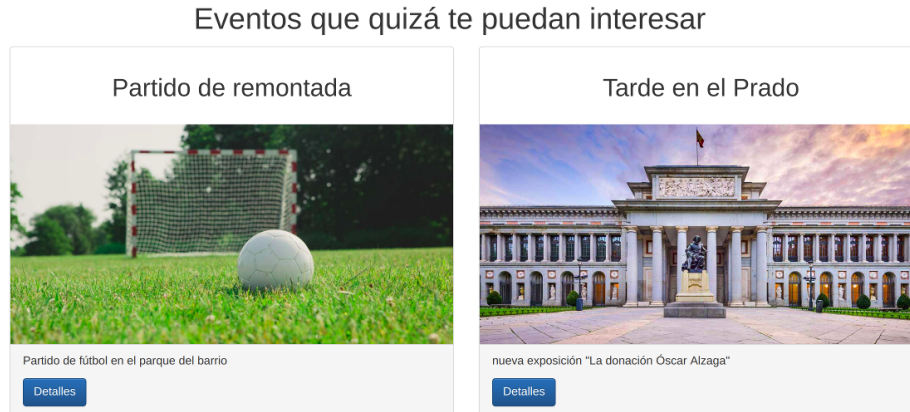 Eventos que quizá te puedan interesar
Partido de remontada
Tarde en el Prado
Partido de fútbol en el parque del barrio
nueva exposición "La donación Óscar Alzaga"
Detalles
Detalles